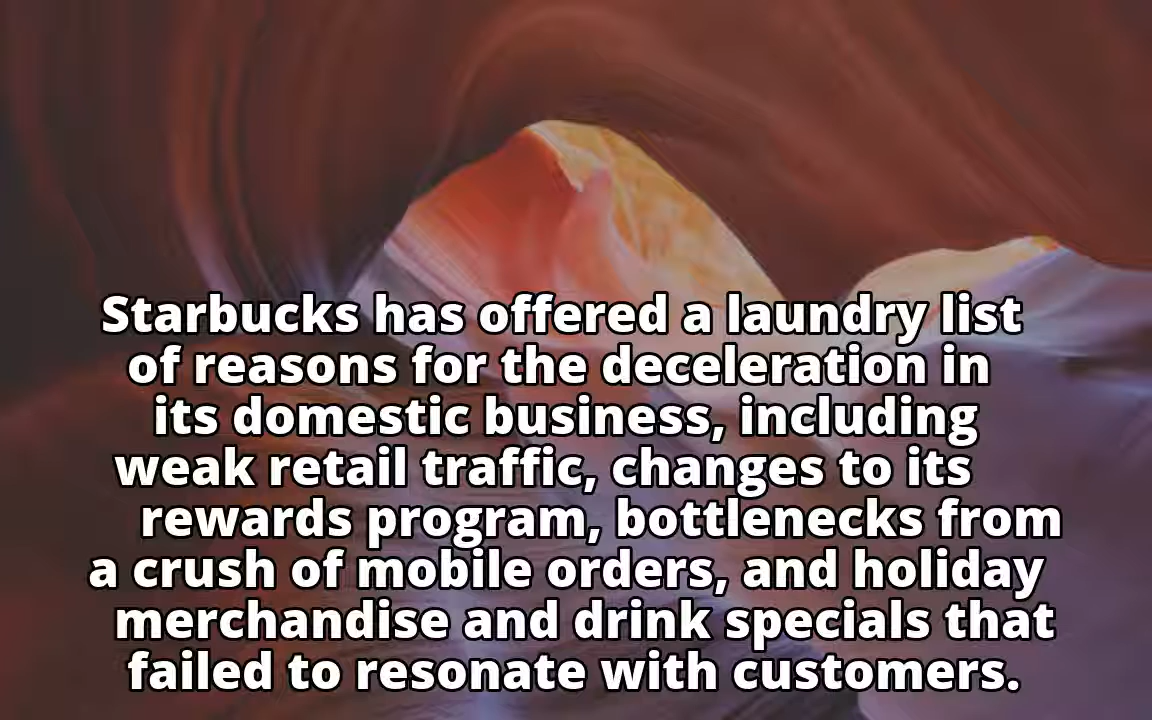 Starbucks has offered a laundry list
of reasons for the deceleration in
its domestic business, including
weak retail traffic, changes to its
rewards program, bottlenecks from
a crush of mobile orders, and holiday
merchandise and drink specials that
failed to resonate with customers.